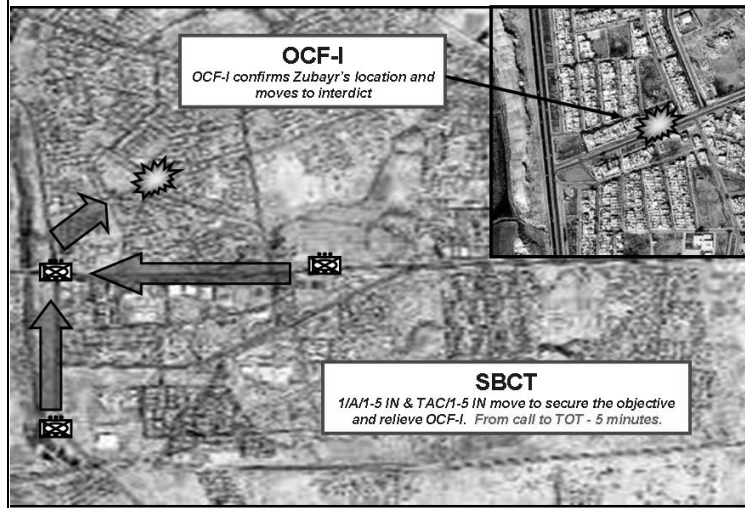 OCF-I
OCF-I confirms Zubayr's location and
moves to interdict
SBCT
1/A/1-5 IN & TAC/1-5 IN move to secure the objective
and relieve OCF-I. From call to TOT - 5 minutes.